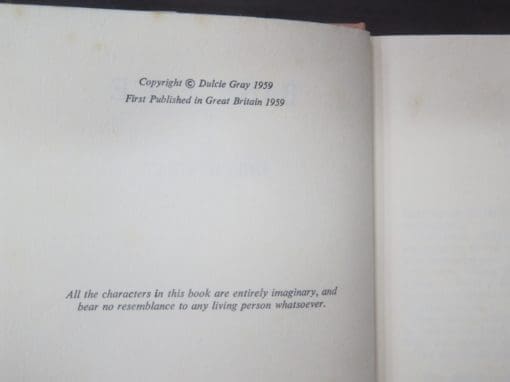 Copyright © Dulcie Gray 1959
First Published in Great Britain 1959
All the characters in this book are entirely imaginary, and
bear no resemblance to any living person whatsoever.